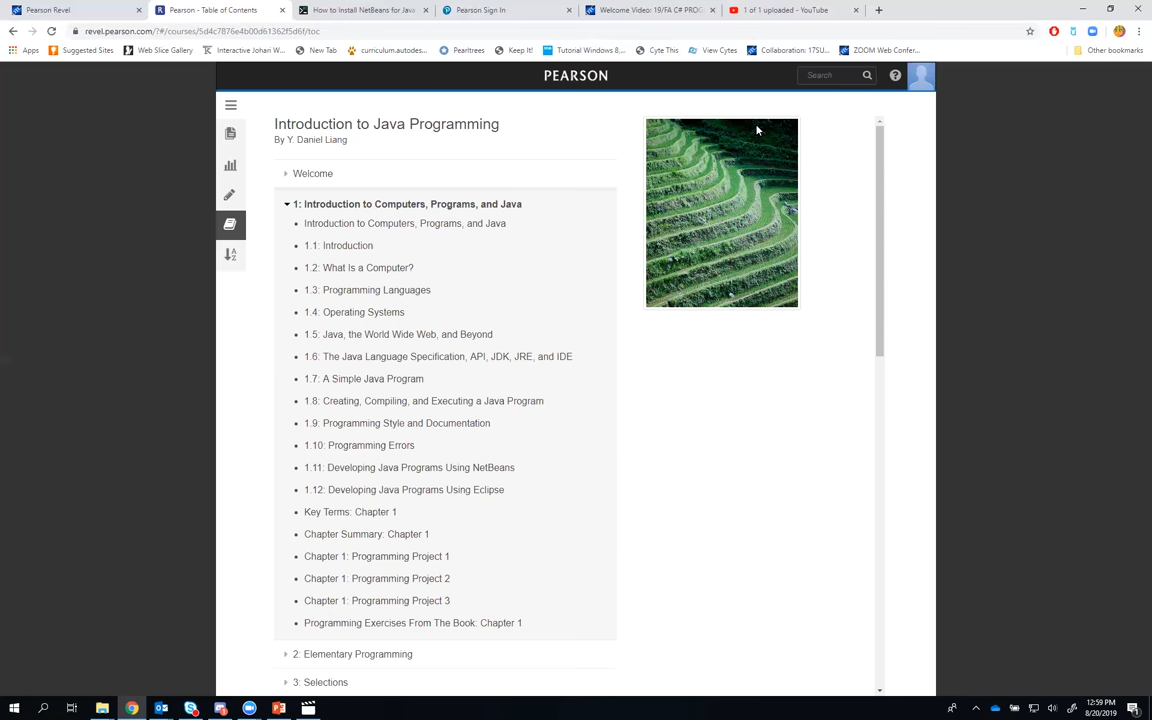 Pearson Revel
Pearson - Table of Contents
How to Install NetBeans for Java
Pearson Sign In
Welcome Video: 19/FA C# PROG
1 of 1 uploaded - YouTube
revel.pearson.com/?#/courses/5d4c7876e4b00d61362f5d6f/toc
Apps
Suggested Sites
Web Slice Gallery
Interactive Johan W...
New Tab
curriculum.autodes...
Pearltrees
Keep It!
Tutorial Windows 8,...
Cyte This
View Cytes
Collaboration: 17SU...
ZOOM Web Confer...
Other bookmarks
PEARSON
Search
Introduction to Java Programming
By Y. Daniel Liang
Welcome
1: Introduction to Computers, Programs, and Java
• Introduction to Computers, Programs, and Java
• 1.1: Introduction
• 1.2: What Is a Computer?
• 1.3: Programming Languages
• 1.4: Operating Systems
• 1.5: Java, the World Wide Web, and Beyond
• 1.6: The Java Language Specification, API, JDK, JRE, and IDE
• 1.7: A Simple Java Program
• 1.8: Creating, Compiling, and Executing a Java Program
• 1.9: Programming Style and Documentation
• 1.10: Programming Errors
• 1.11: Developing Java Programs Using NetBeans
• 1.12: Developing Java Programs Using Eclipse
• Key Terms: Chapter 1
• Chapter Summary: Chapter 1
• Chapter 1: Programming Project 1
• Chapter 1: Programming Project 2
• Chapter 1: Programming Project 3
• Programming Exercises From The Book: Chapter 1
2: Elementary Programming
3: Selections
12:59 PM
8/20/2019